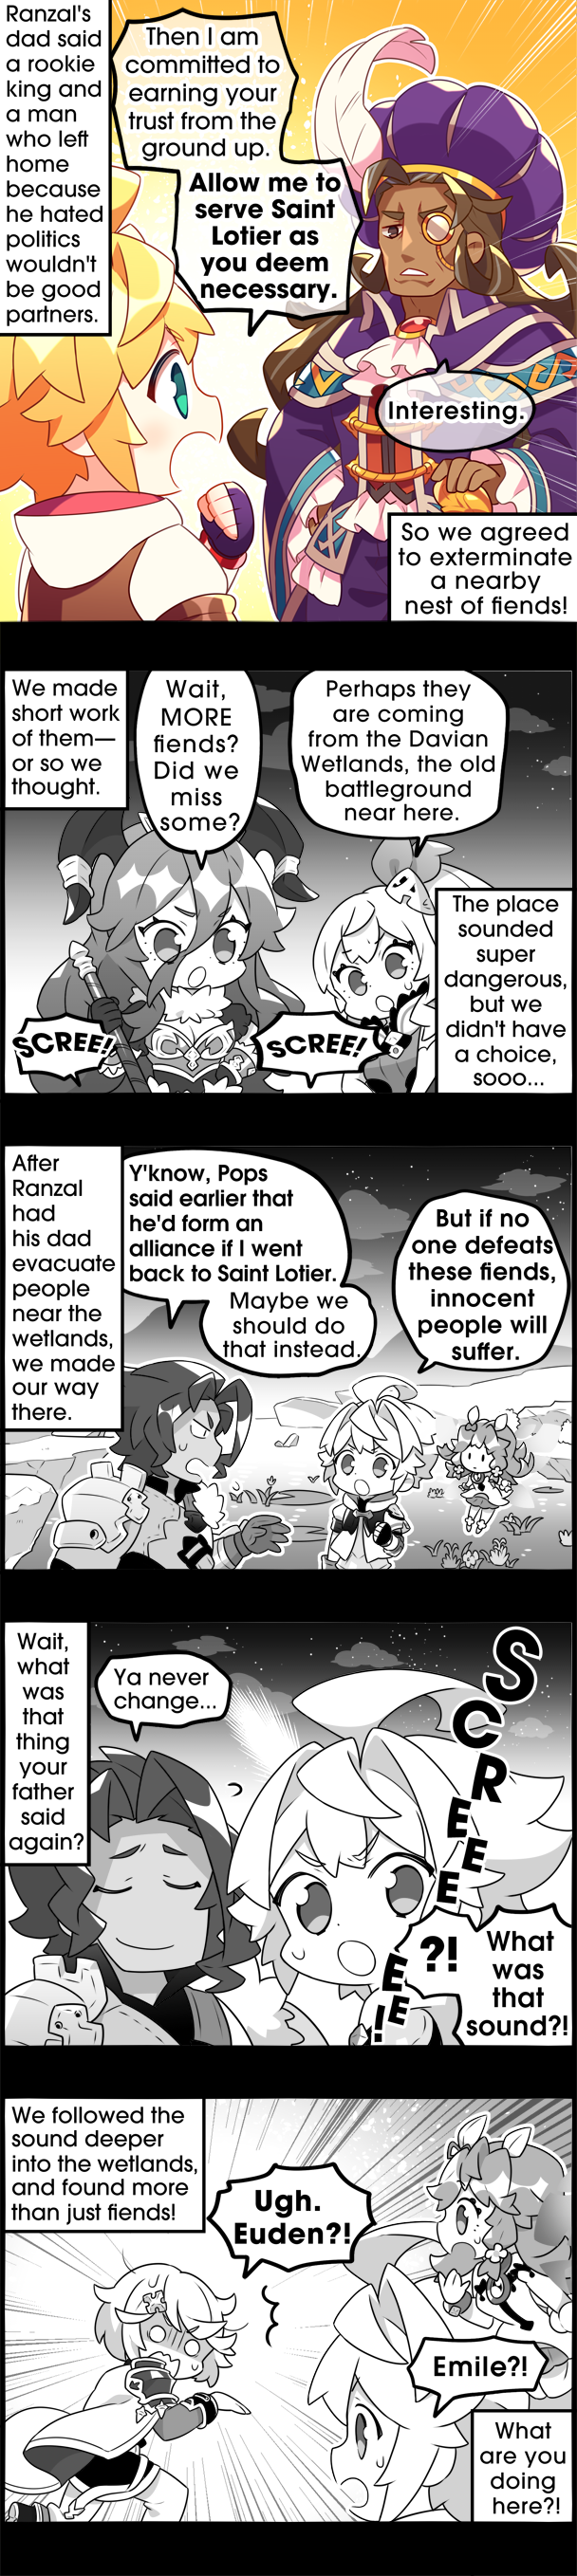 Ranzal's
dad said
a rookie
king and
a man
who left
home
because
he hated
politics
wouldn't
be good
partners.
Then I am
committed to
earning your
trust from the
ground up.
Allow me to
serve Saint
Lotier as
you deem
necessary.
Interesting.
So we agreed
to exterminate
a nearby
nest of fiends!
We made
short work
of them—
or so we
thought.
Wait,
MORE
fiends?
Did we
miss
some?
Perhaps they
are coming
from the Davian
Wetlands, the old
battleground
near here.
SCREE!
SCREE!
The place
sounded
super
dangerous,
but we
didn't have
a choice,
sooo...
After
Ranzal
had
his dad
evacuate
people
near the
wetlands,
we made
our way
there.
Y'know, Pops
said earlier that
he'd form an
alliance if I went
back to Saint Lotier.
Maybe we
should do
that instead.
But if no
one defeats
these fiends,
innocent
people will
suffer.
Wait,
what
was
that
thing
your
father
said
again?
Ya never
change...
SCREEEEE!
?!
What
was
that
sound?!
We followed the
sound deeper
into the wetlands,
and found more
than just fiends!
Ugh.
Euden?!
Emile?!
What
are you
doing
here?!